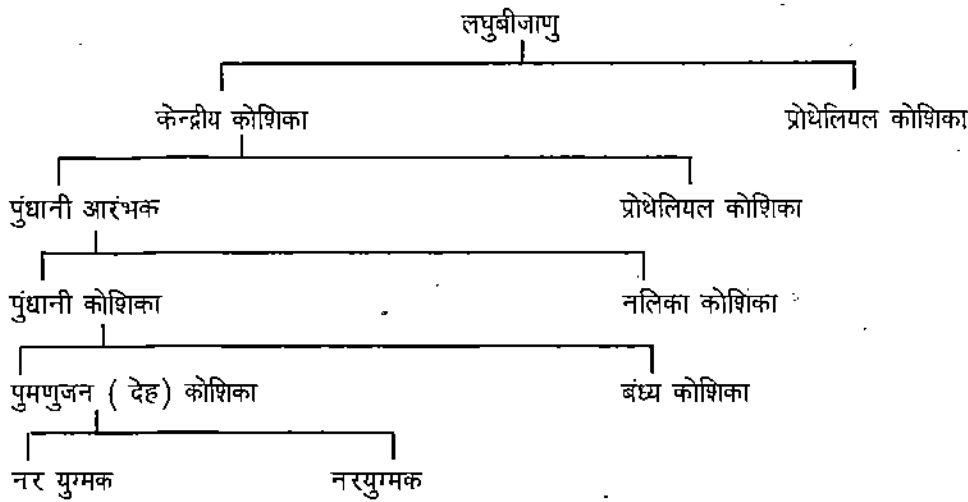 लघुबीजाणु
केन्द्रीय कोशिका प्रोथेलियल कोशिका
पुंधानी आरंभक प्रोथेलियल कोशिका
पुंधानी कोशिका नलिका कोशिका
पुमणुजन ( देह) कोशिका बंध्य कोशिका
नर युग्मक नरयुग्मक